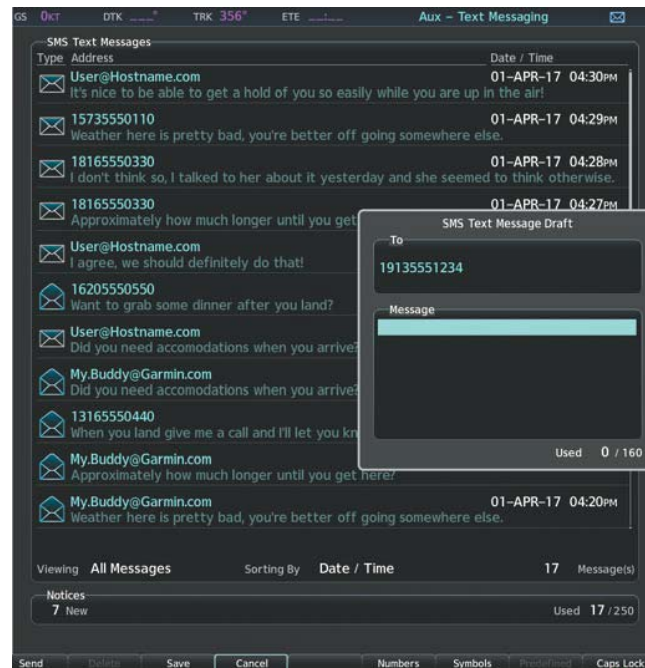 GS 0KT DTK ___° TRK 356° ETE __:__ Aux – Text Messaging
SMS Text Messages
Type Address Date / Time
User@Hostname.com 01–APR–17 04:30PM
It's nice to be able to get a hold of you so easily while you are up in the air!
15735550110 01–APR–17 04:29PM
Weather here is pretty bad, you're better off going somewhere else.
18165550330 01–APR–17 04:28PM
I don't think so, I talked to her about it yesterday and she seemed to think otherwise.
18165550330 01–APR–17 04:27PM
Approximately how much longer until you get
User@Hostname.com
I agree, we should definitely do that!
16205550550
Want to grab some dinner after you land?
User@Hostname.com
Did you need accomodations when you arrive?
My.Buddy@Garmin.com
Did you need accomodations when you arrive?
13165550440
When you land give me a call and I'll let you kn
My.Buddy@Garmin.com
Approximately how much longer until you get here?
My.Buddy@Garmin.com 01–APR–17 04:20PM
Weather here is pretty bad, you're better off going somewhere else.
SMS Text Message Draft
To
19135551234
Message
Used 0 / 160
Viewing All Messages Sorting By Date / Time 17 Message(s)
Notices
7 New Used 17 / 250
Send Delete Save Cancel Numbers Symbols Predefined Caps Lock